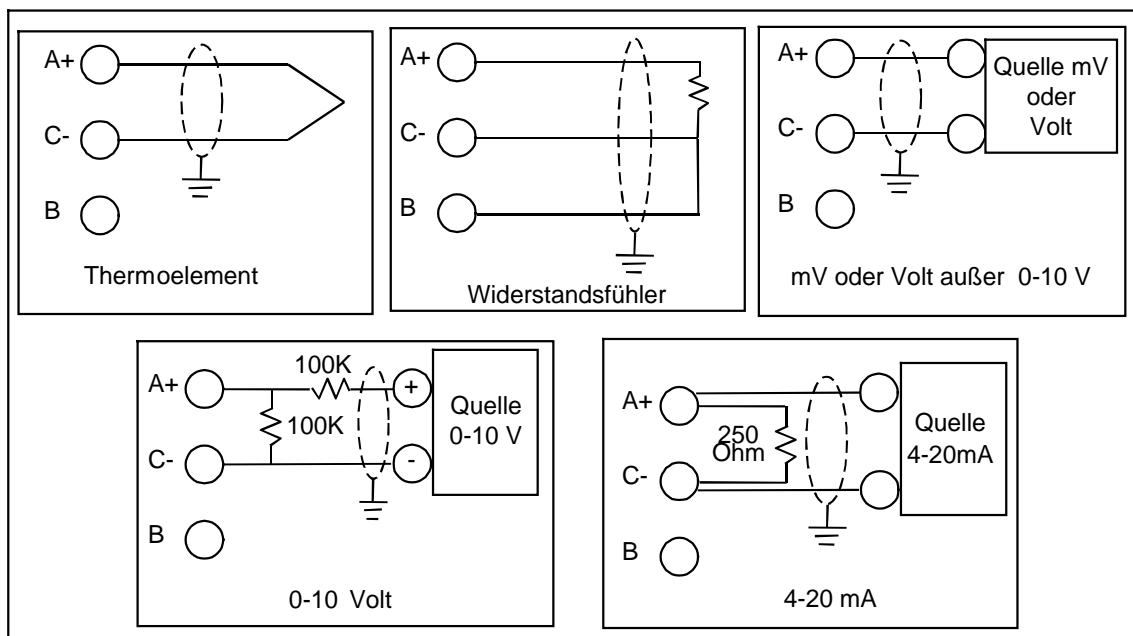 A+
C-
B
Thermoelement
A+
C-
B
Widerstandsfühler
A+
C-
B
Quelle mV
oder
Volt
mV oder Volt außer 0-10 V
A+
C-
B
100K
100K
+
-
Quelle
0-10 V
0-10 Volt
A+
C-
B
250
Ohm
Quelle
4-20mA
4-20 mA